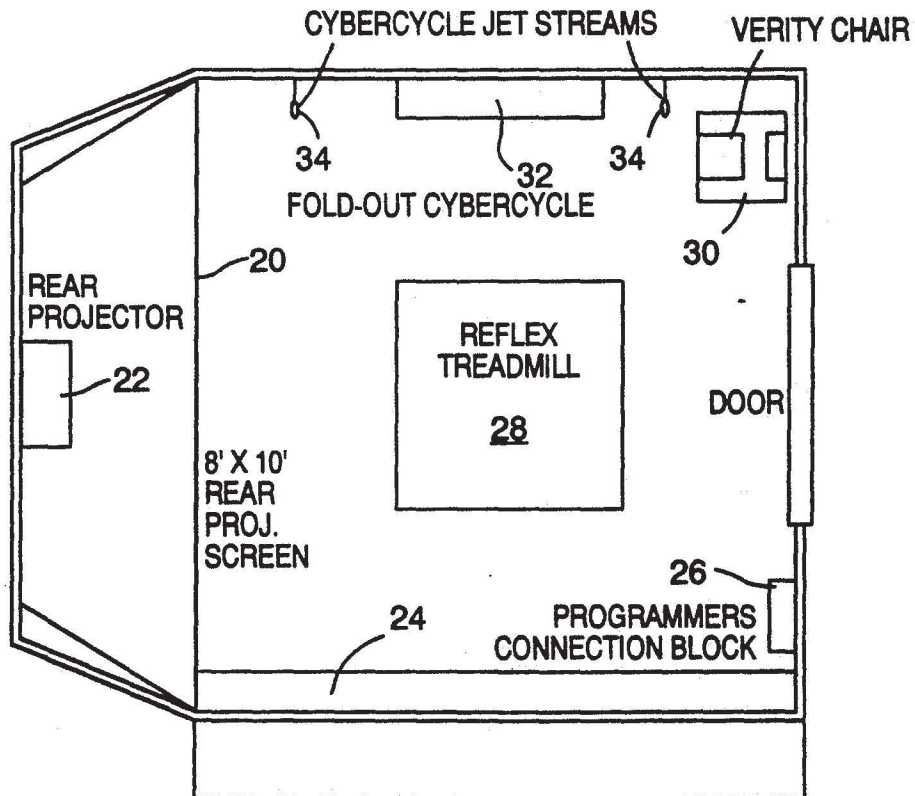 CYBERCYCLE JET STREAMS
VERITY CHAIR
34
32
34
FOLD-OUT CYBERCYCLE
30
20
REAR
PROJECTOR
22
REFLEX
TREADMILL
28
DOOR
8' X 10'
REAR
PROJ.
SCREEN
26
24
PROGRAMMERS
CONNECTION BLOCK